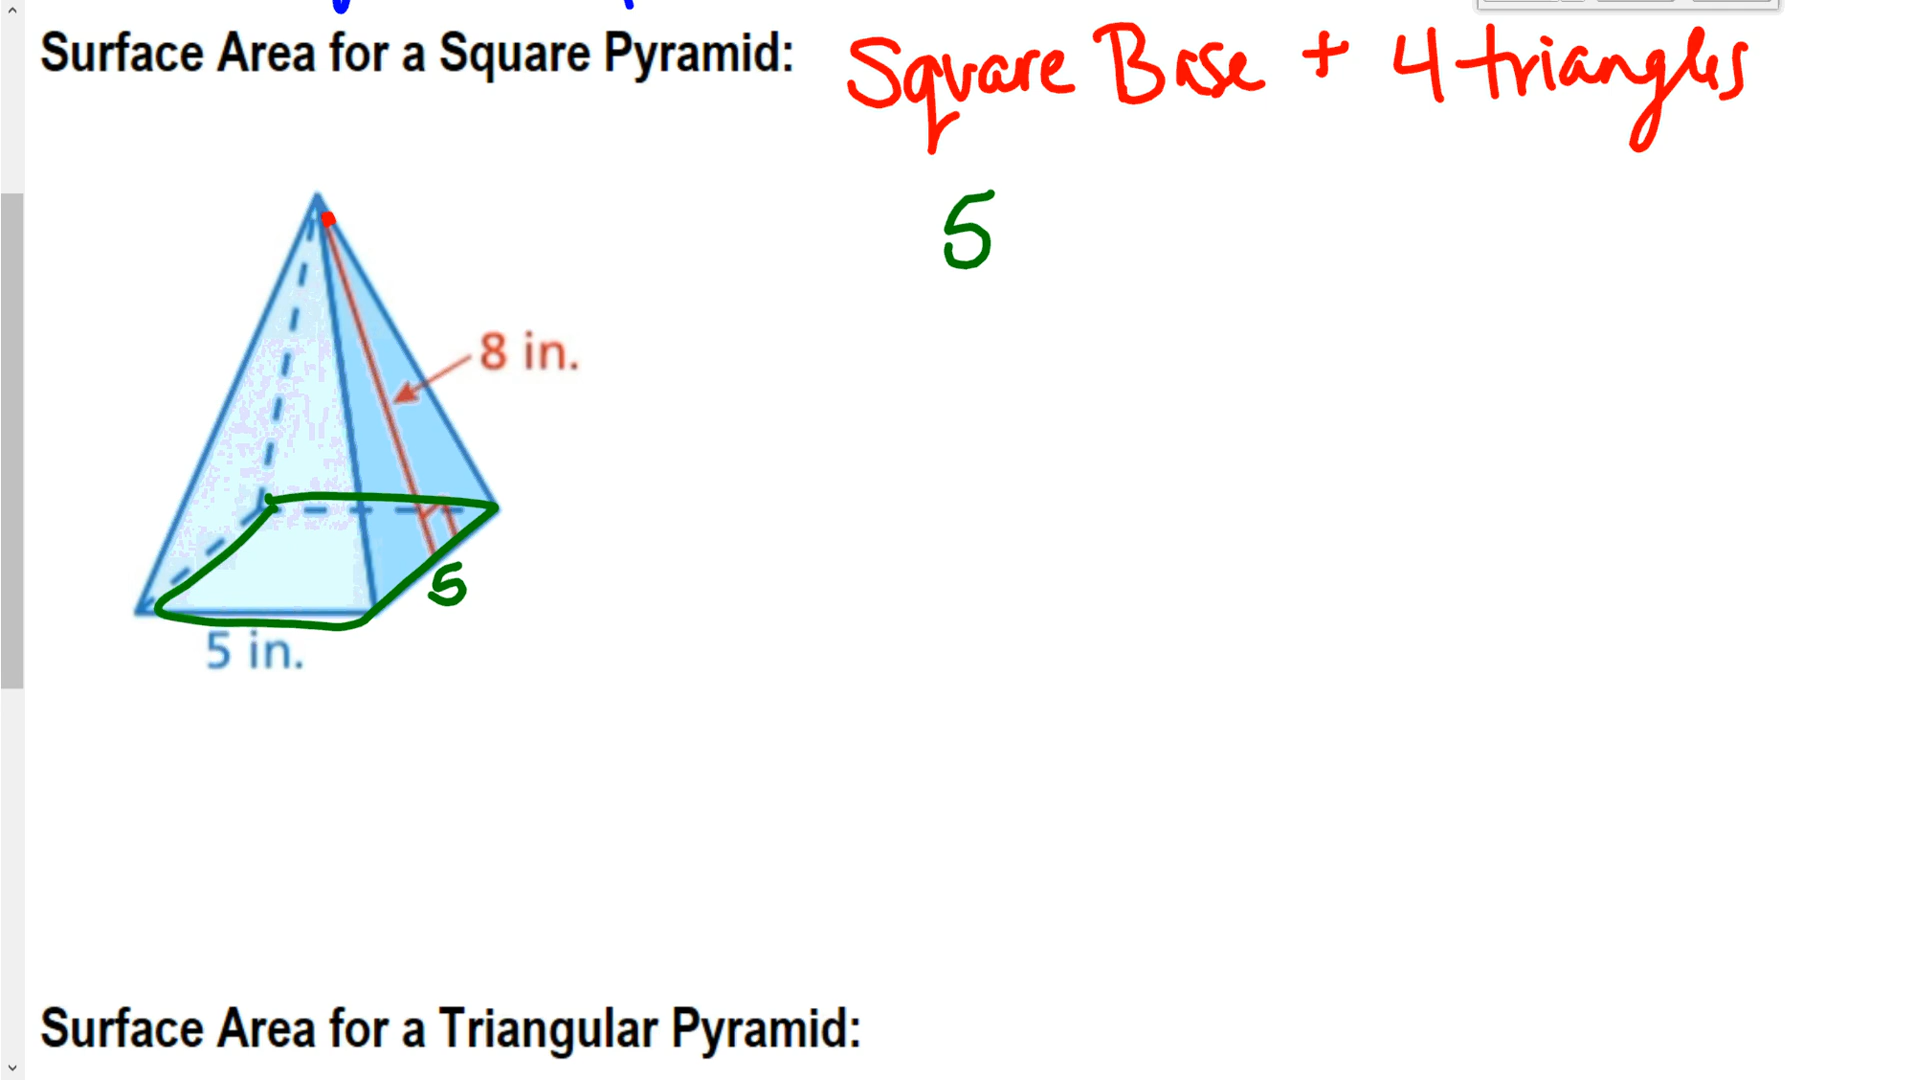 Surface Area for a Square Pyramid: Square Base + 4 triangles
5
8 in.
5
5 in.
Surface Area for a Triangular Pyramid: